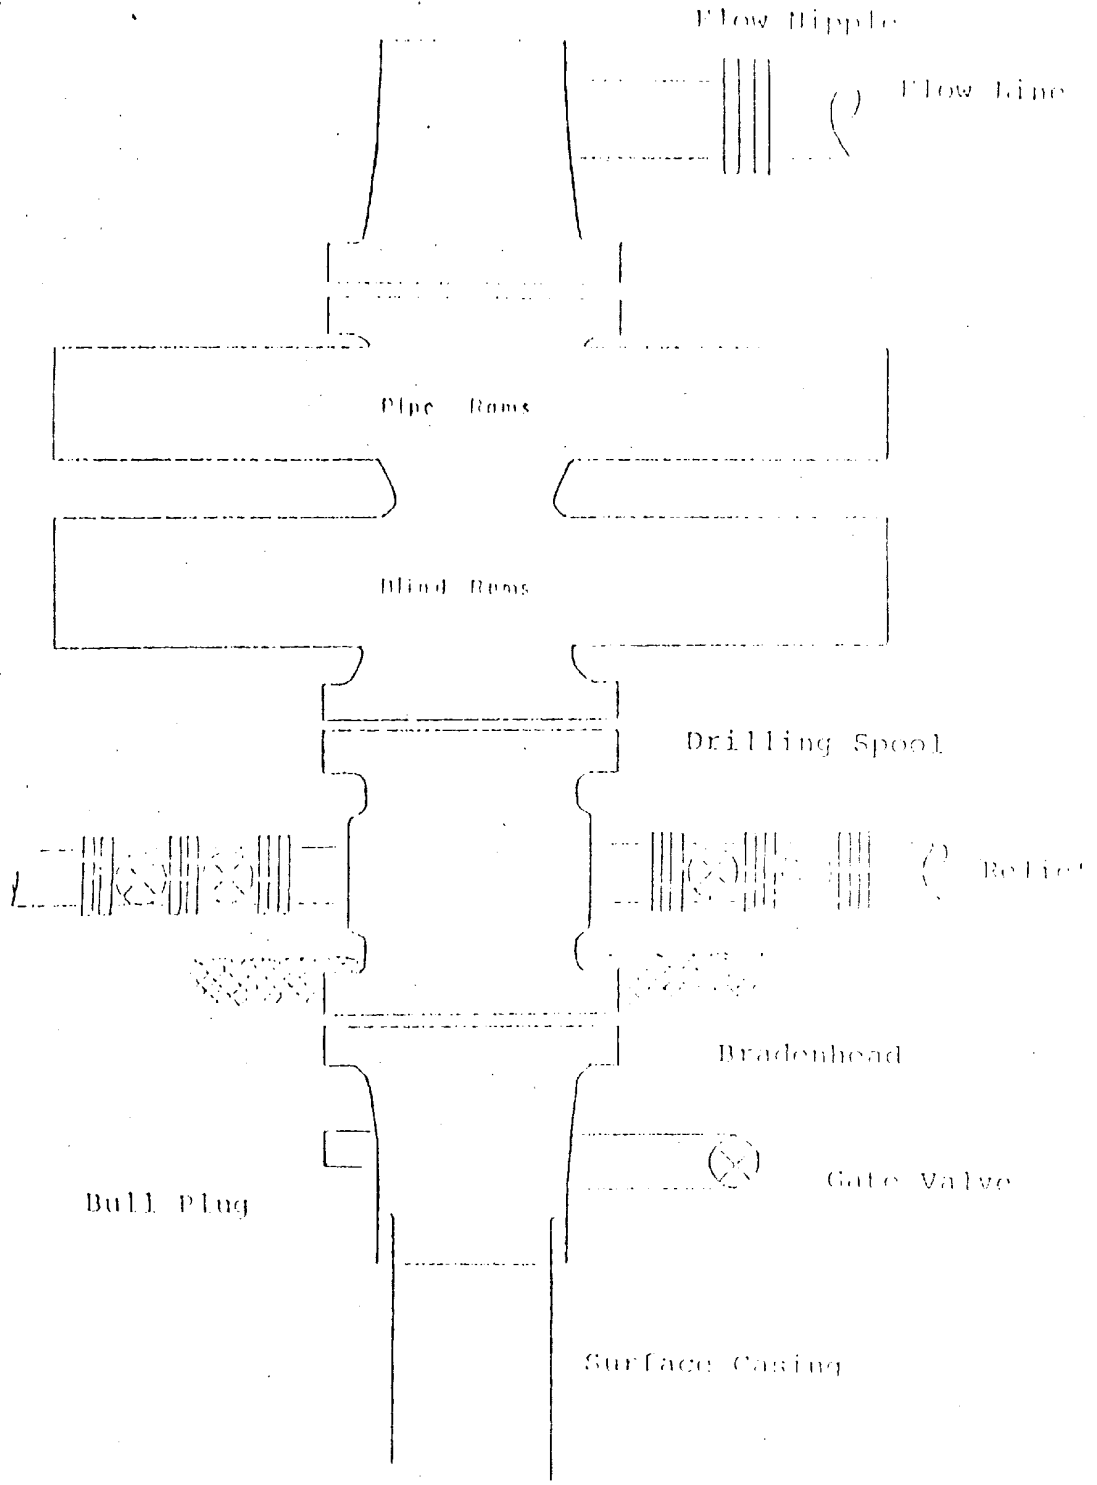 Flow Nipple
Flow Line
Pipe Rams
Blind Rams
Drilling Spool
Relief
Bradenhead
Gate Valve
Bull Plug
Surface Casing